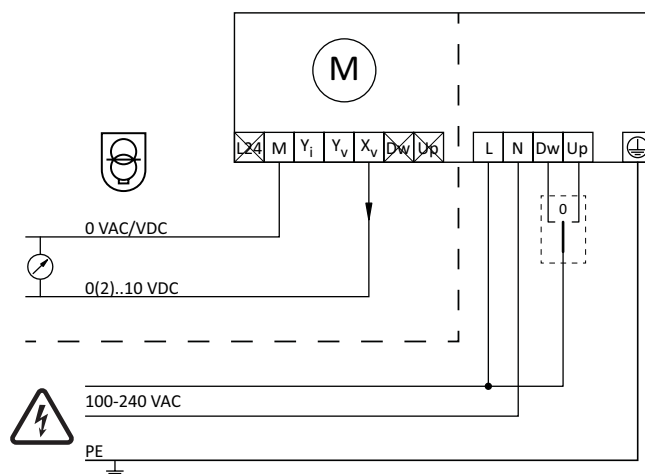 M
L24 M Yi Yv Xv Dw Up L N Dw Up
0
0 VAC/VDC
0(2)..10 VDC
100-240 VAC
PE